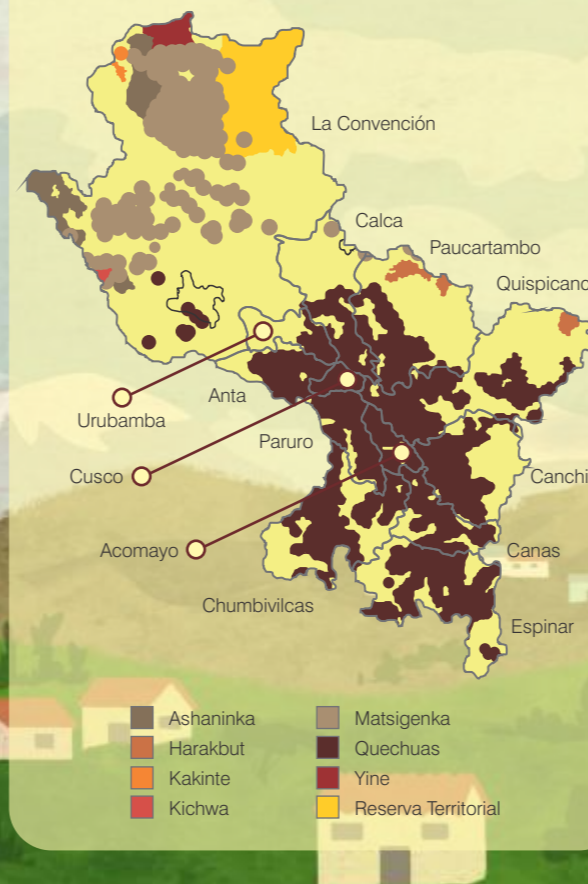 La Convención
Calca
Paucartambo
Quispicanc
Anta
Urubamba
Paruro
Cusco
Canchi
Acomayo
Canas
Chumbivilcas
Espinar
Ashaninka
Matsigenka
Harakbut
Quechuas
Kakinte
Yine
Kichwa
Reserva Territorial